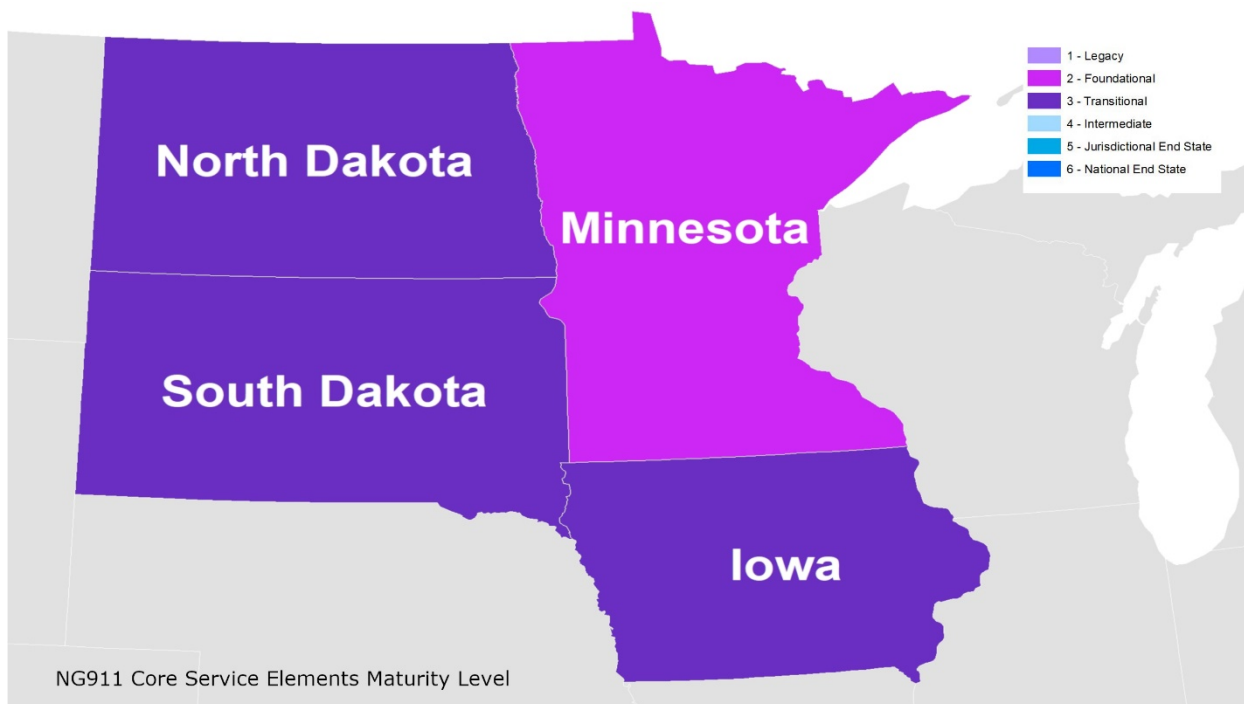 1 - Legacy
2 - Foundational
3 - Transitional
4 - Intermediate
5 - Jurisdictional End State
6 - National End State
North Dakota
Minnesota
South Dakota
Iowa
NG911 Core Service Elements Maturity Level